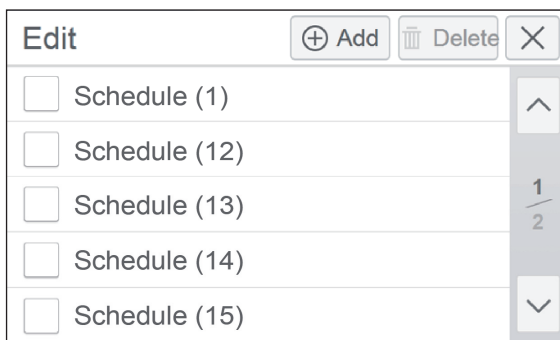 Edit Add Delete
Schedule (1)
Schedule (12)
Schedule (13)
Schedule (14)
Schedule (15)
1
2